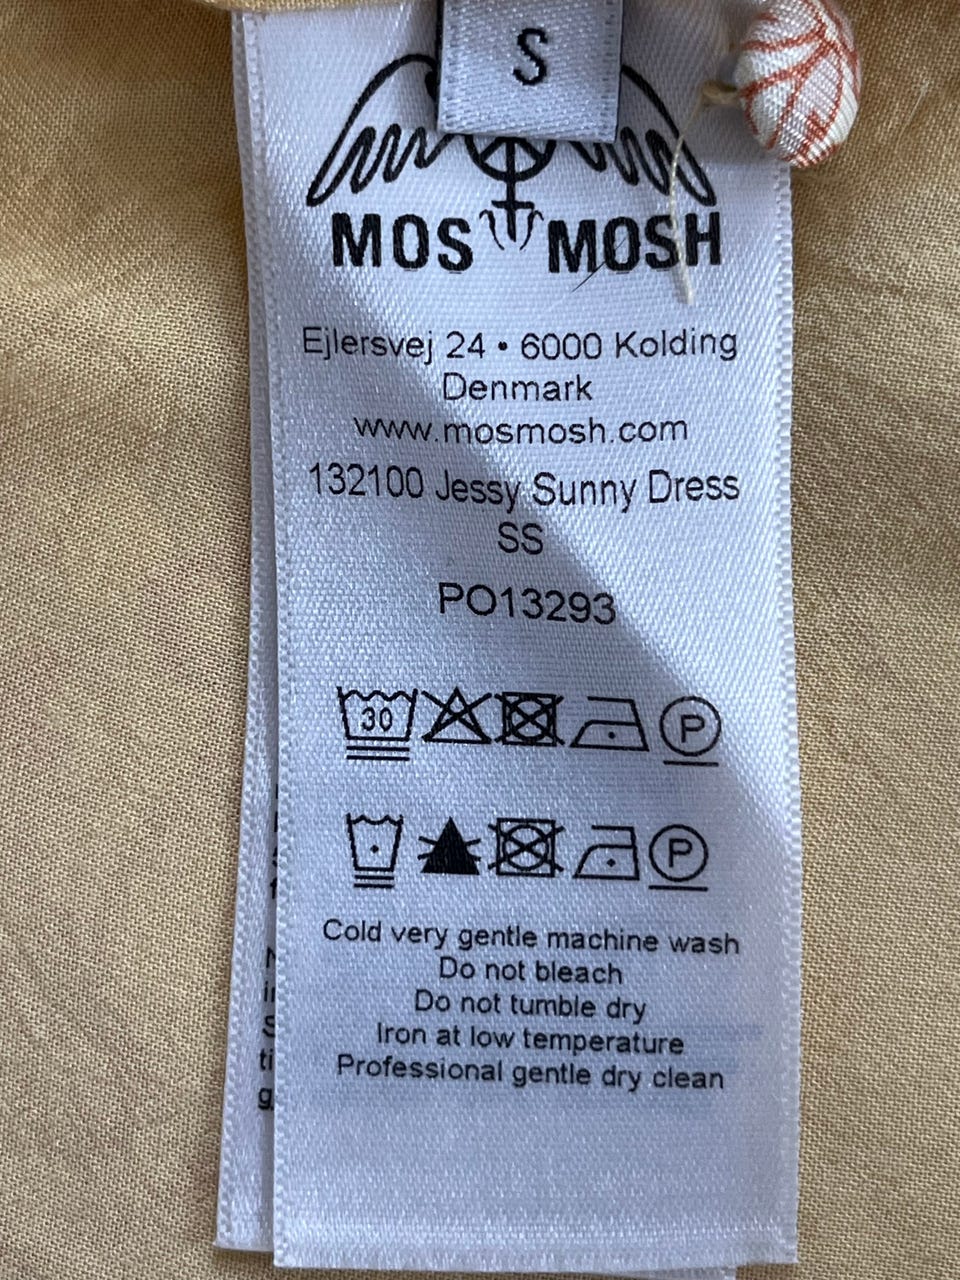 S
MOS MOSH
Ejlersvej 24 • 6000 Kolding
Denmark
www.mosmosh.com
132100 Jessy Sunny Dress
SS
PO13293
30 P
P
Cold very gentle machine wash
Do not bleach
Do not tumble dry
Iron at low temperature
Professional gentle dry clean